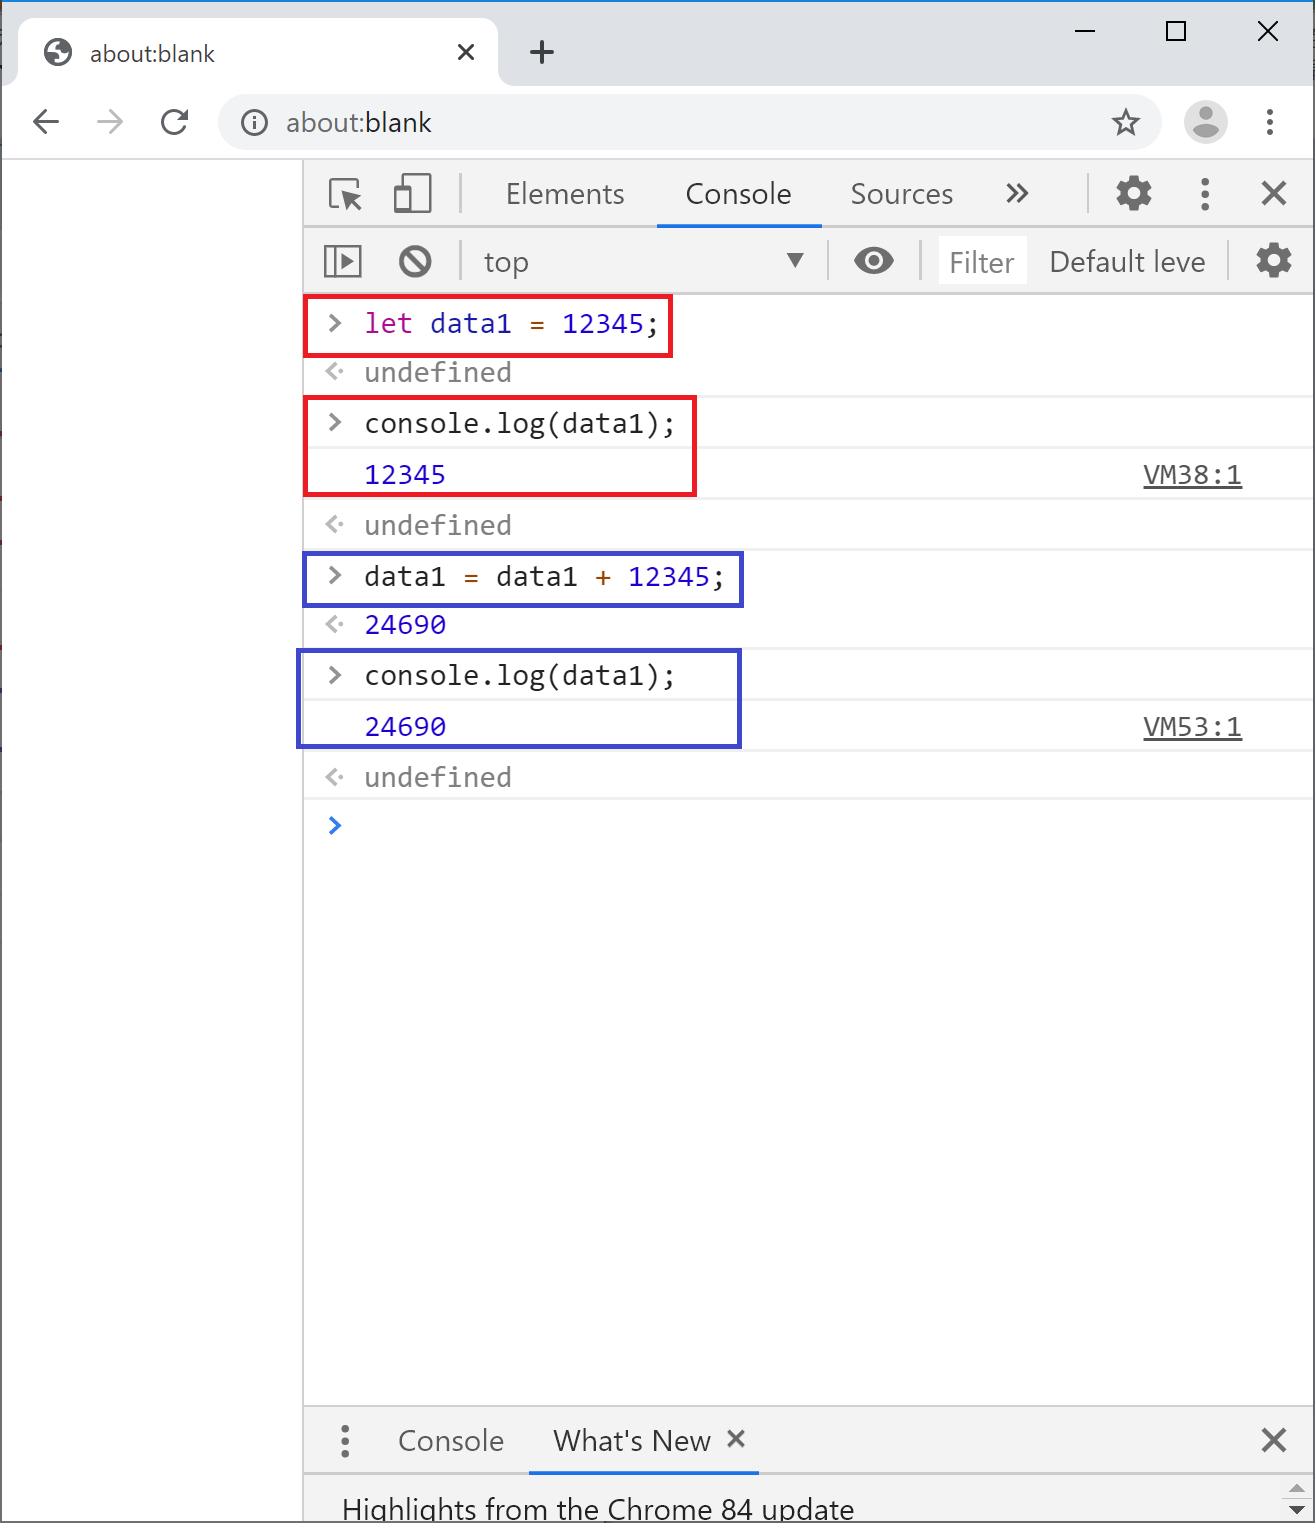 about:blank
about:blank
Elements Console Sources
top Filter Default leve
let data1 = 12345;
undefined
console.log(data1);
12345 VM38:1
undefined
data1 = data1 + 12345;
24690
console.log(data1);
24690 VM53:1
undefined
Console What's New
Highlights from the Chrome 84 update